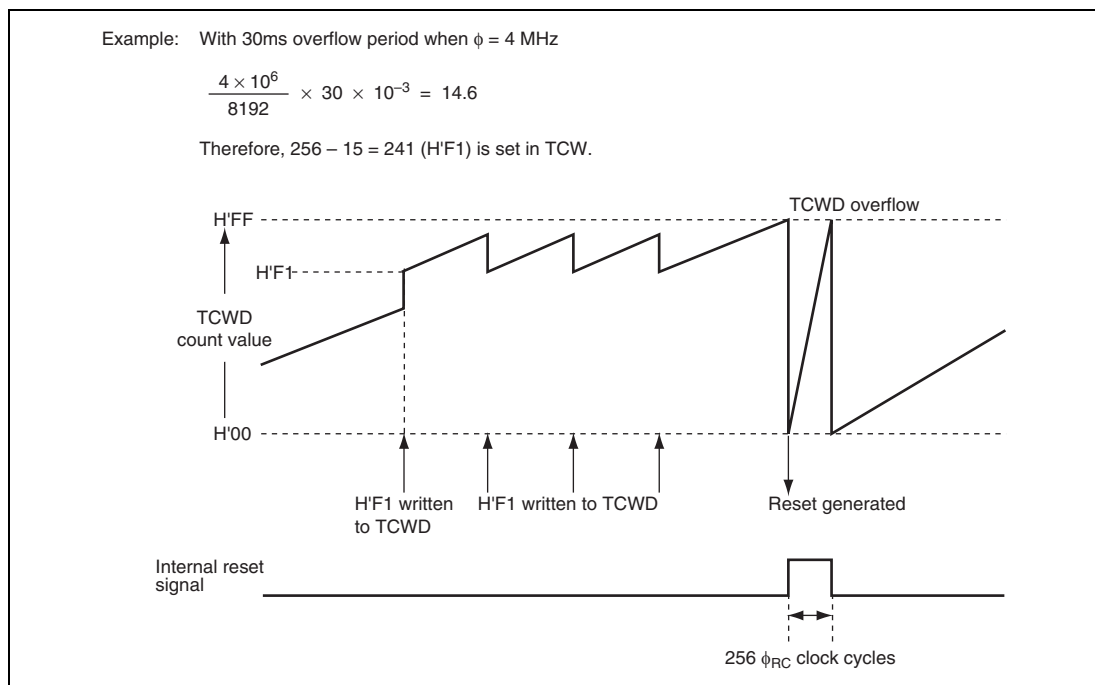 Example: With 30ms overflow period when ϕ = 4 MHz
4 × 10⁶
8192
× 30 × 10⁻³ = 14.6
Therefore, 256 – 15 = 241 (H'F1) is set in TCW.
TCWD overflow
H'FF
H'F1
TCWD
count value
H'00
H'F1 written
to TCWD
H'F1 written to TCWD
Reset generated
Internal reset
signal
256 ϕRC clock cycles